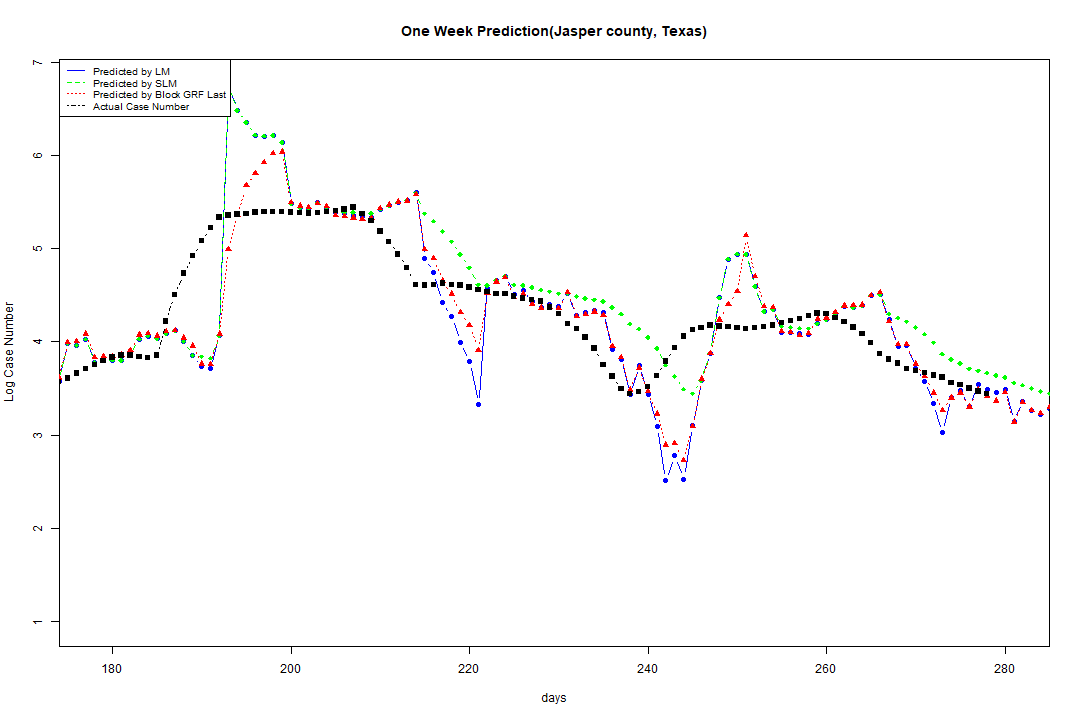 One Week Prediction(Jasper county, Texas)
Predicted by LM
Predicted by SLM
Predicted by Block GRF Last
Actual Case Number
7
6
5
4
3
2
1
Log Case Number
180 200 220 240 260 280
days